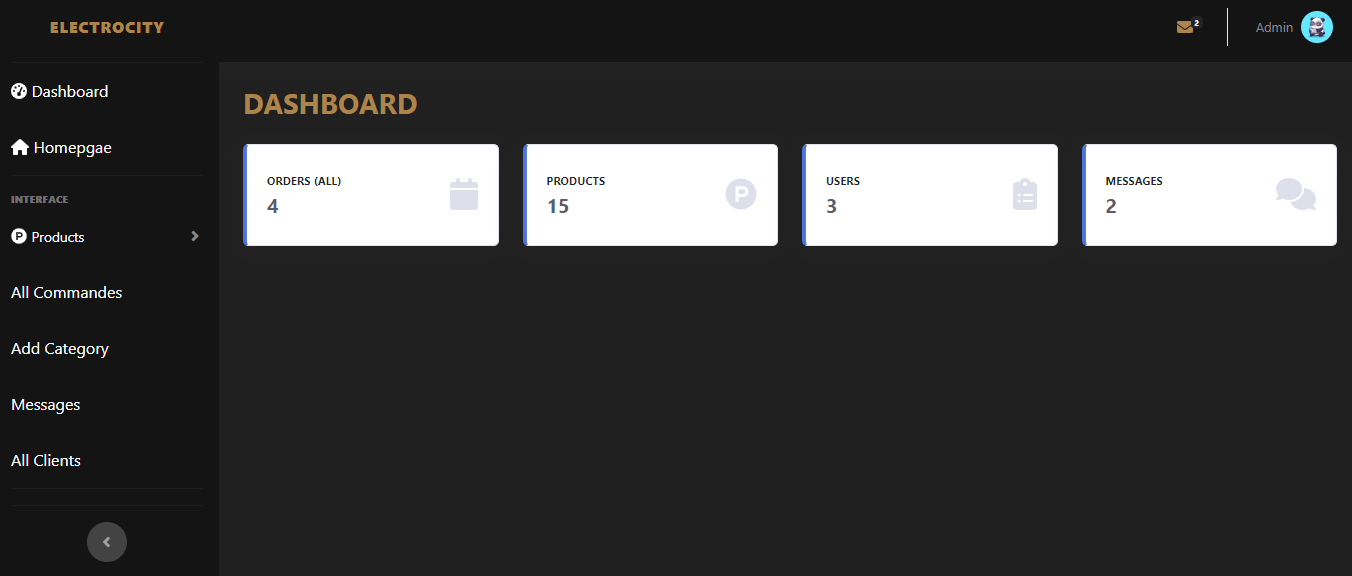 ELECTROCITY
2
Admin
Dashboard
Homepgae
INTERFACE
Products
All Commandes
Add Category
Messages
All Clients
DASHBOARD
ORDERS (ALL)
4
PRODUCTS
15
P
USERS
3
MESSAGES
2